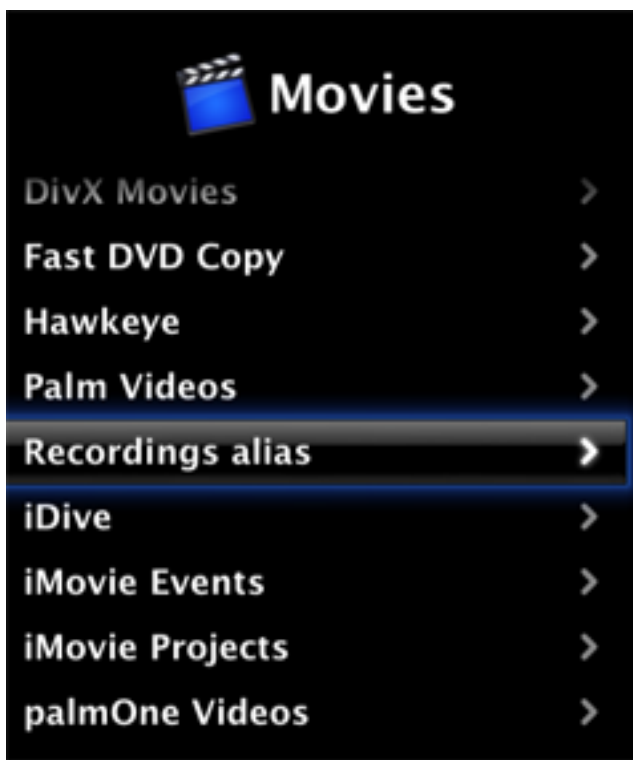 Movies
DivX Movies
Fast DVD Copy
Hawkeye
Palm Videos
Recordings alias
iDive
iMovie Events
iMovie Projects
palmOne Videos